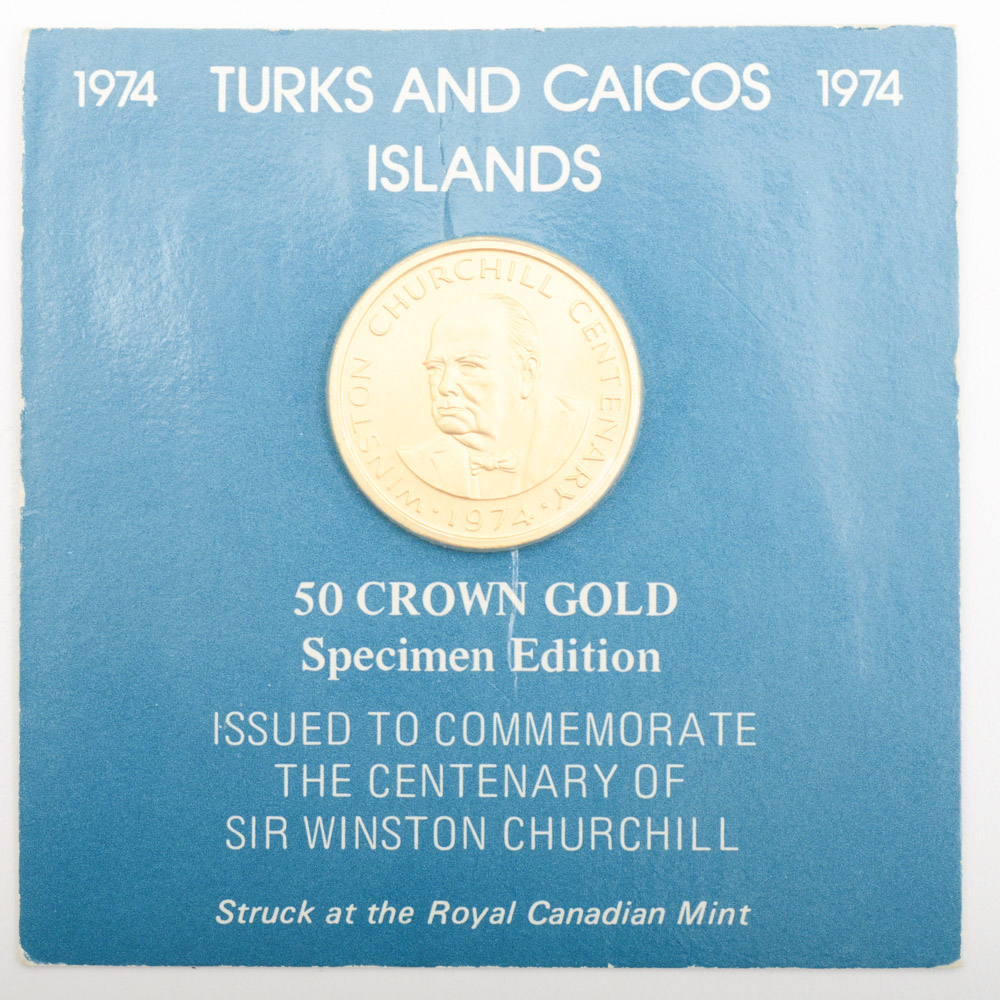 1974 TURKS AND CAICOS 1974
ISLANDS
WINSTON CHURCHILL CENTENARY
· 1974 ·
50 CROWN GOLD
Specimen Edition
ISSUED TO COMMEMORATE
THE CENTENARY OF
SIR WINSTON CHURCHILL
Struck at the Royal Canadian Mint